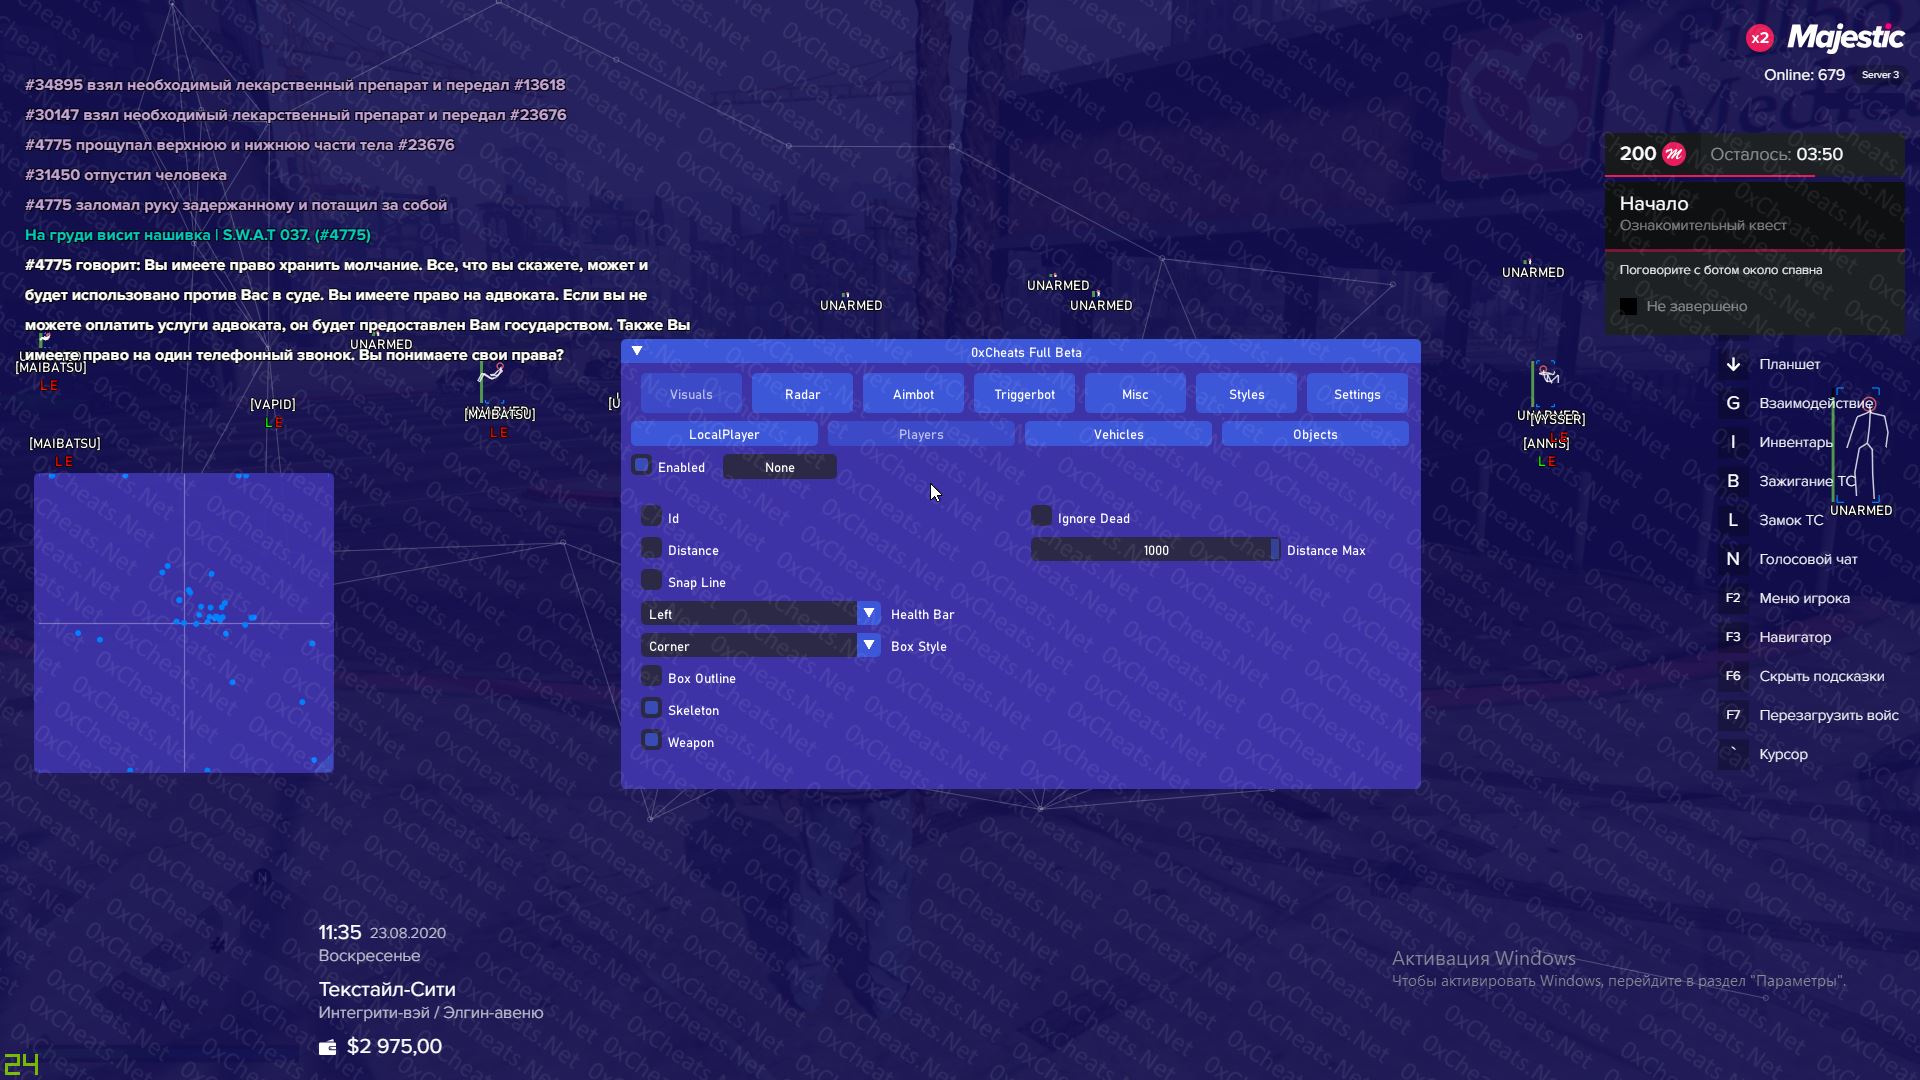 x2 Majestic
Online: 679 Server 3
#34895 взял необходимый лекарственный препарат и передал #13618
#30147 взял необходимый лекарственный препарат и передал #23676
#4775 прощупал верхнюю и нижнюю части тела #23676
#31450 отпустил человека
#4775 заломал руку задержанному и потащил за собой
На груди висит нашивка | S.W.A.T 037. (#4775)
#4775 говорит: Вы имеете право хранить молчание. Все, что вы скажете, может и
будет использовано против Вас в суде. Вы имеете право на адвоката. Если вы не
можете оплатить услуги адвоката, он будет предоставлен Вам государством. Также Вы
имеете право на один телефонный звонок. Вы понимаете свои права?
200 Осталось: 03:50
Начало
Ознакомительный квест
Поговорите с ботом около спавна
Не завершено
UNARMED
UNARMED
UNARMED
UNARMED
UNARMED
[MAIBATSU]
L E
[VAPID]
L E
[MAIBATSU]
L E
[MAIBATSU]
L E
[VYSSER]
L E
[ANNIS]
L E
UNARMED
0xCheats Full Beta
Visuals Radar Aimbot Triggerbot Misc Styles Settings
LocalPlayer Players Vehicles Objects
Enabled None
Id
Distance
Snap Line
Left Health Bar
Corner Box Style
Box Outline
Skeleton
Weapon
Ignore Dead
1000 Distance Max
↓ Планшет
G Взаимодействие
I Инвентарь
B Зажигание ТС
L Замок ТС
N Голосовой чат
F2 Меню игрока
F3 Навигатор
F6 Скрыть подсказки
F7 Перезагрузить войс
` Курсор
11:35 23.08.2020
Воскресенье
Текстайл-Сити
Интегрити-вэй / Элгин-авеню
$2 975,00
24
Активация Windows
Чтобы активировать Windows, перейдите в раздел "Параметры".
0xCheats.Net